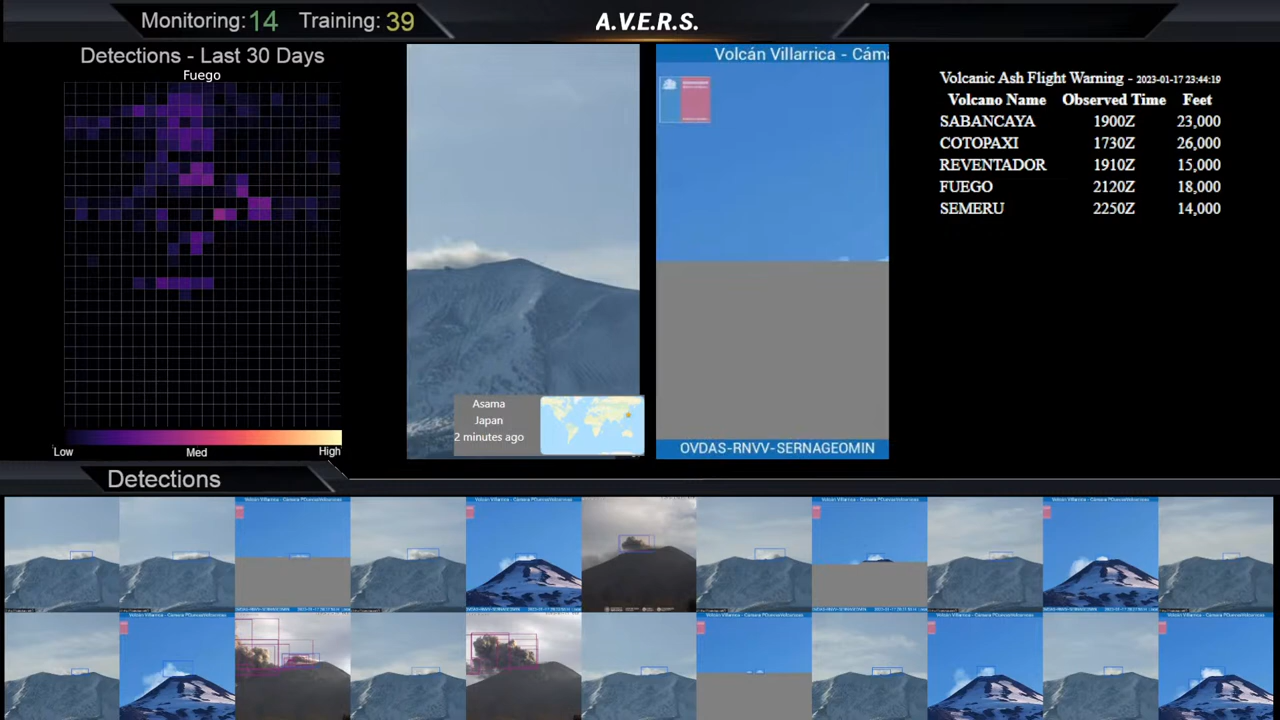 Monitoring: 14 Training: 39
A.V.E.R.S.
Detections - Last 30 Days
Fuego
Low Med High
Asama
Japan
2 minutes ago
Volcán Villarrica - Cám
OVDAS-RNVV-SERNAGEOMIN
Volcanic Ash Flight Warning - 2023-01-17 23:44:19
Volcano Name Observed Time Feet
SABANCAYA 1900Z 23,000
COTOPAXI 1730Z 26,000
REVENTADOR 1910Z 15,000
FUEGO 2120Z 18,000
SEMERU 2250Z 14,000
Detections